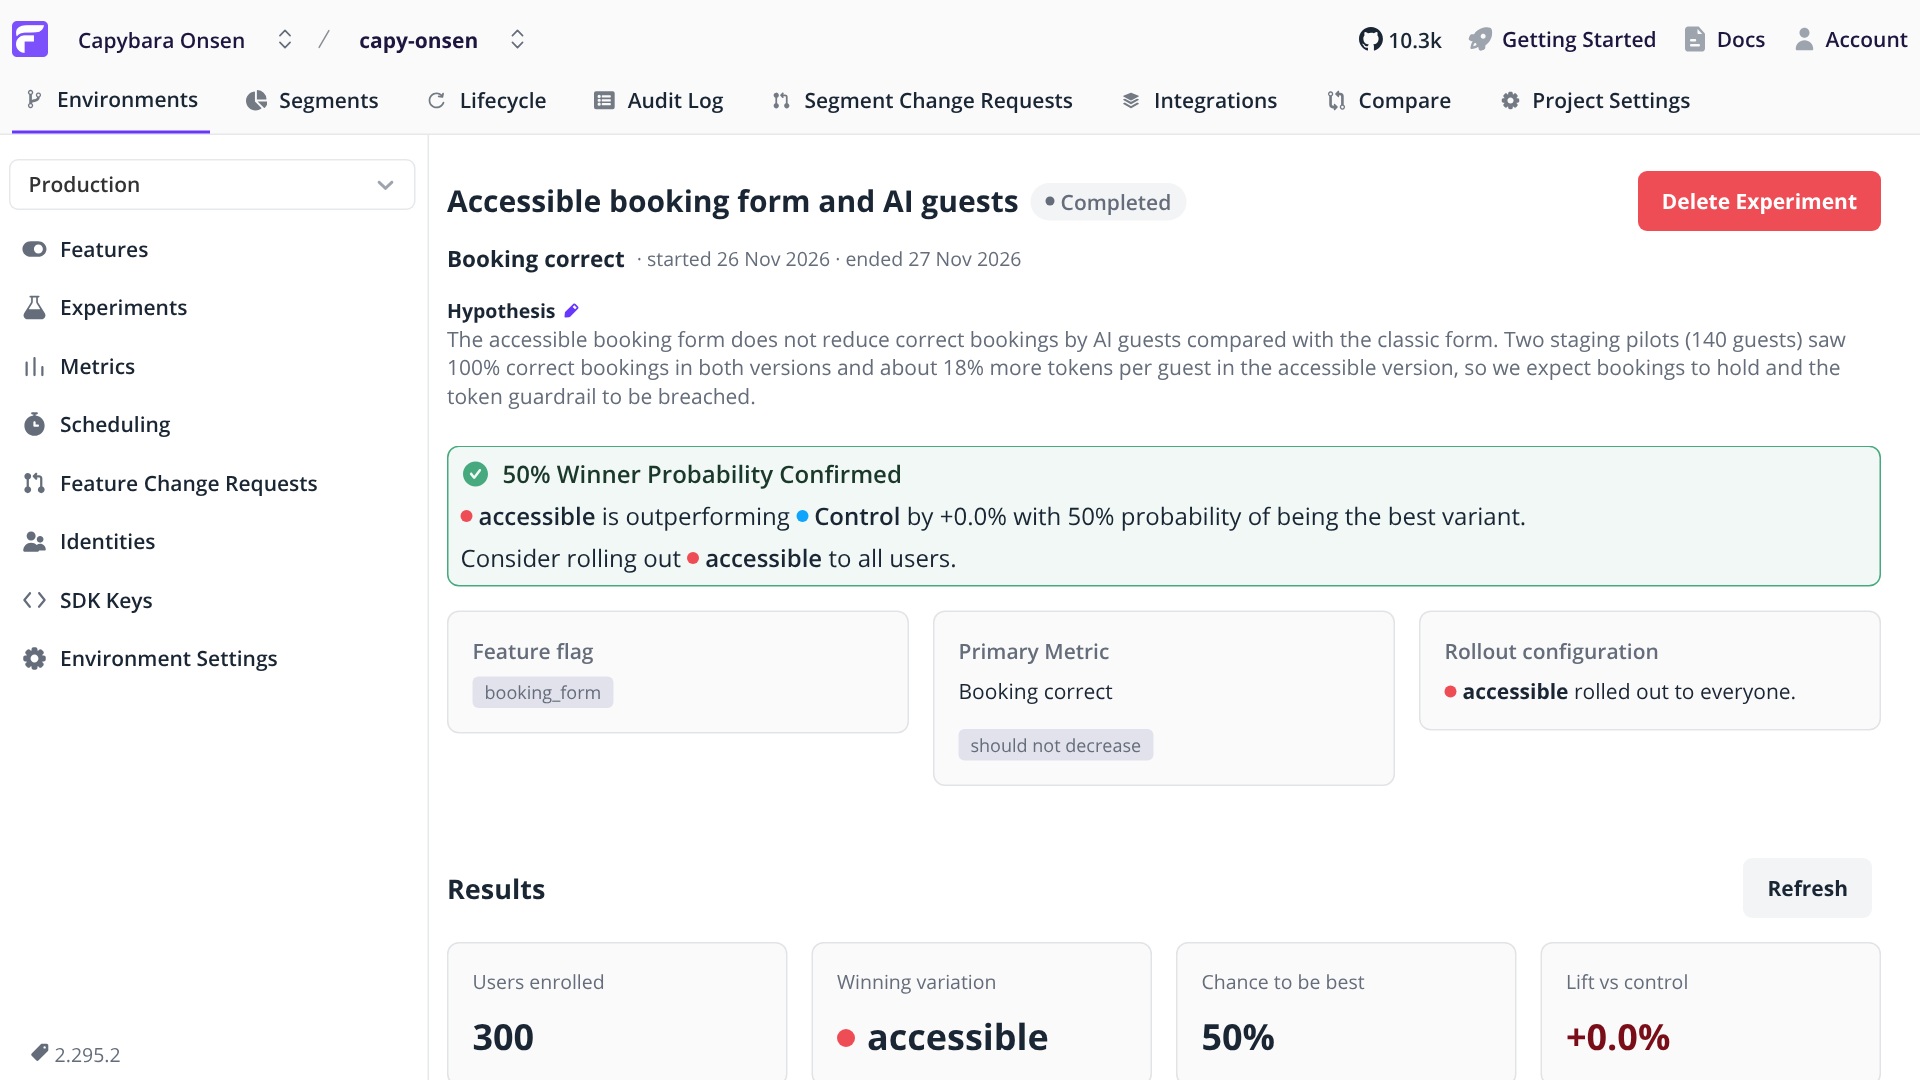 Capybara Onsen / capy-onsen 10.3k Getting Started Docs Account
Environments Segments Lifecycle Audit Log Segment Change Requests Integrations Compare Project Settings
Production
Features
Experiments
Metrics
Scheduling
Feature Change Requests
Identities
SDK Keys
Environment Settings
2.295.2
Accessible booking form and AI guests Completed
Delete Experiment
Booking correct · started 26 Nov 2026 · ended 27 Nov 2026
Hypothesis
The accessible booking form does not reduce correct bookings by AI guests compared with the classic form. Two staging pilots (140 guests) saw
100% correct bookings in both versions and about 18% more tokens per guest in the accessible version, so we expect bookings to hold and the
token guardrail to be breached.
50% Winner Probability Confirmed
accessible is outperforming Control by +0.0% with 50% probability of being the best variant.
Consider rolling out accessible to all users.
Feature flag
booking_form
Primary Metric
Booking correct
should not decrease
Rollout configuration
accessible rolled out to everyone.
Results
Refresh
Users enrolled
300
Winning variation
accessible
Chance to be best
50%
Lift vs control
+0.0%